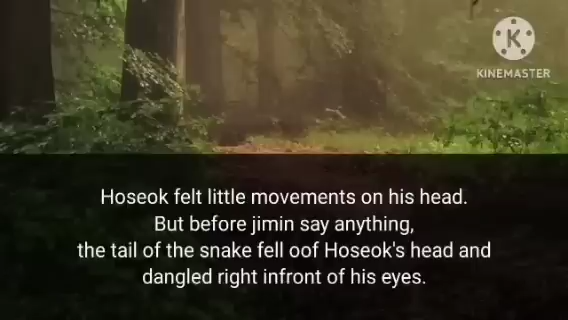 KINEMASTER
Hoseok felt little movements on his head.
But before jimin say anything,
the tail of the snake fell oof Hoseok's head and
dangled right infront of his eyes.